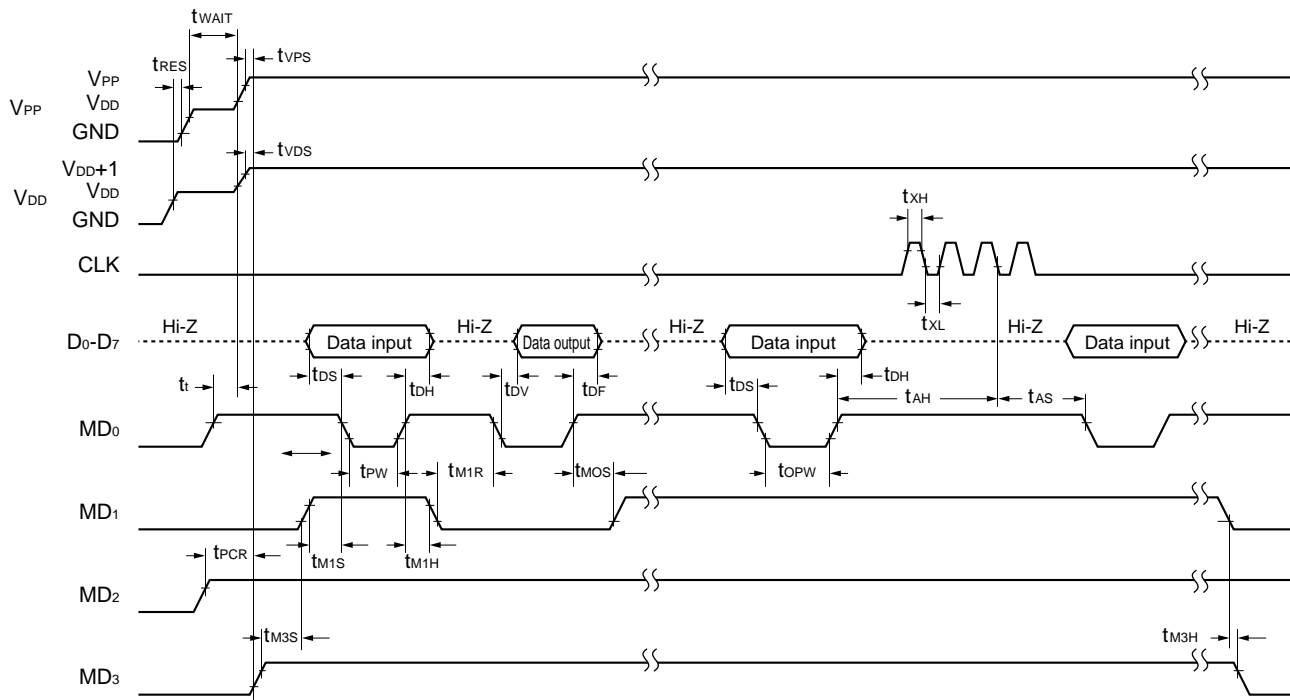 tWAIT
tRES
tVPS
VPP
VPP
VDD
GND
tVDS
VDD+1
VDD
VDD
GND
tXH
CLK
tXL
Hi-Z
Hi-Z
Hi-Z
Hi-Z
Hi-Z
D0-D7
Data input
Data output
Data input
Data input
tt
tDS
tDH
tDV
tDF
tDS
tDH
tAH
tAS
MD0
tPW
tM1R
tMOS
tOPW
MD1
tPCR
tM1S
tM1H
MD2
tM3S
tM3H
MD3